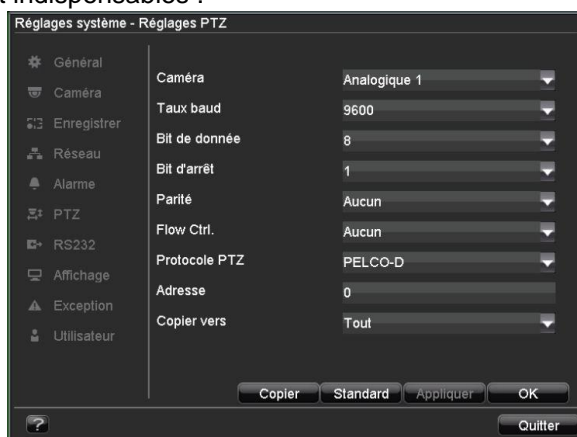 t indispensables :
Réglages système - Réglages PTZ
Général
Caméra
Enregistrer
Réseau
Alarme
PTZ
RS232
Affichage
Exception
Utilisateur
Caméra Analogique 1
Taux baud 9600
Bit de donnée 8
Bit d'arrêt 1
Parité Aucun
Flow Ctrl. Aucun
Protocole PTZ PELCO-D
Adresse 0
Copier vers Tout
Copier Standard Appliquer OK
? Quitter